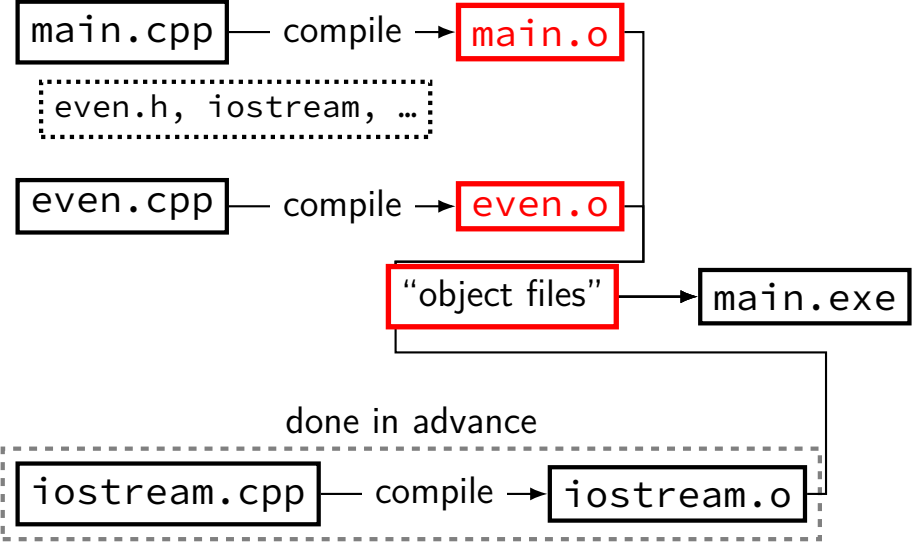 main.cpp compile main.o
even.h, iostream, …
even.cpp compile even.o
“object files” main.exe
done in advance
iostream.cpp compile iostream.o